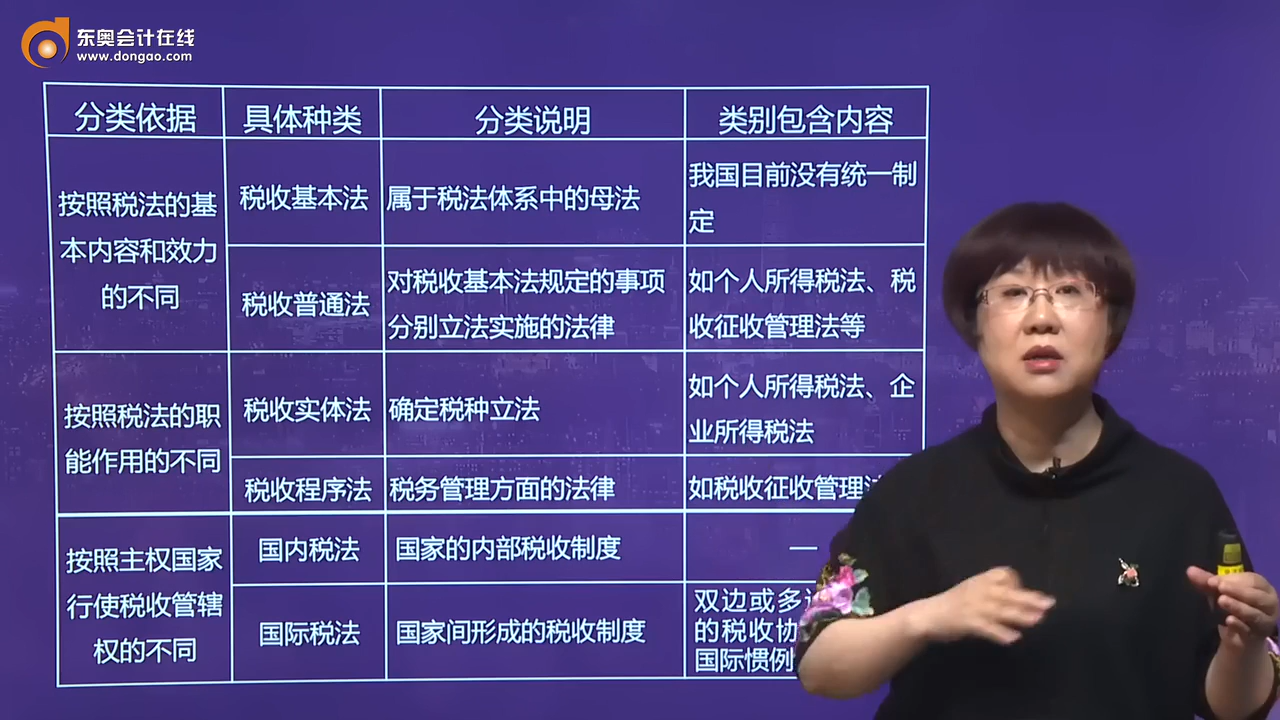 东奥会计在线
www.dongao.com
分类依据 具体种类 分类说明 类别包含内容
按照税法的基
本内容和效力
的不同
税收基本法
属于税法体系中的母法
我国目前没有统一制
定
税收普通法
对税收基本法规定的事项
分别立法实施的法律
如个人所得税法、税
收征收管理法等
按照税法的职
能作用的不同
税收实体法
确定税种立法
如个人所得税法、企
业所得税法
税收程序法
税务管理方面的法律
如税收征收管理
按照主权国家
行使税收管辖
权的不同
国内税法
国家的内部税收制度
—
国际税法
国家间形成的税收制度
双边或多
的税收协
国际惯例